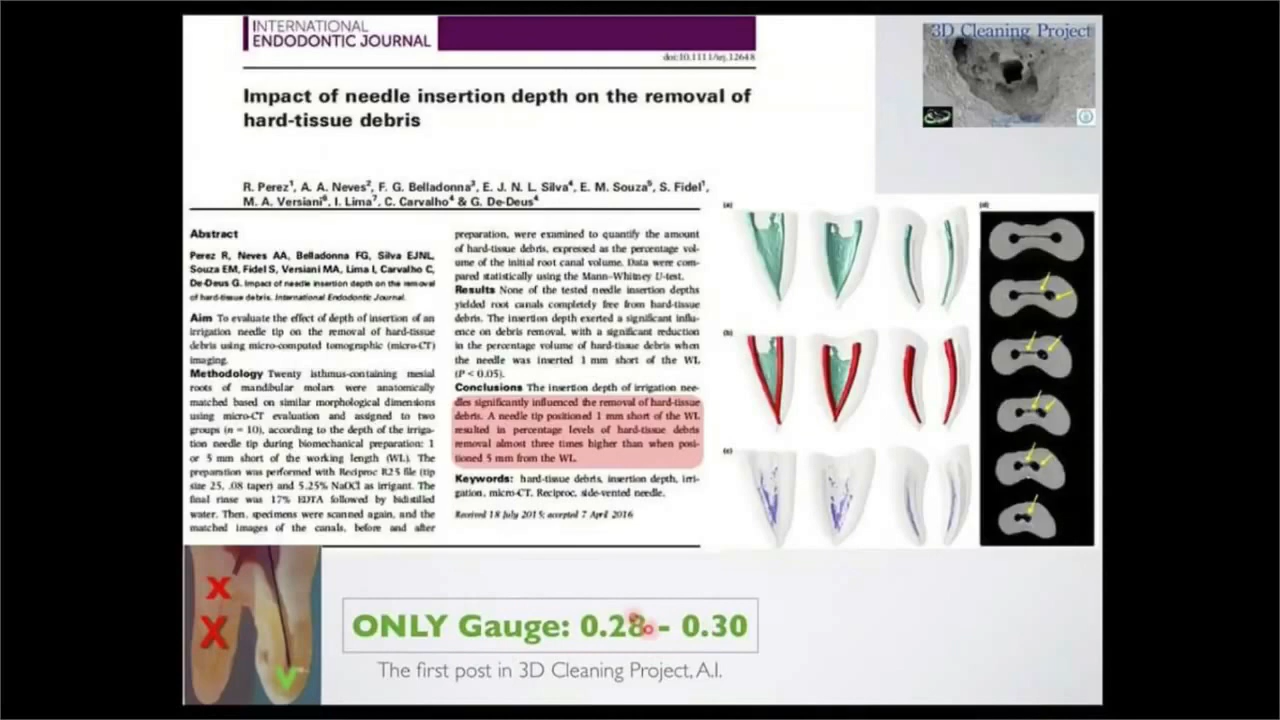 INTERNATIONAL
ENDODONTIC JOURNAL
doi:10.1111/iej.12648
3D Cleaning Project
Impact of needle insertion depth on the removal of
hard-tissue debris
R. Perez1, A. A. Neves2, F. G. Belladonna3, E. J. N. L. Silva4, E. M. Souza5, S. Fidel1,
M. A. Versiani6, I. Lima7, C. Carvalho4 & G. De-Deus4
Abstract
Perez R, Neves AA, Belladonna FG, Silva EJNL,
Souza EM, Fidel S, Versiani MA, Lima I, Carvalho C,
De-Deus G. Impact of needle insertion depth on the removal
of hard-tissue debris. International Endodontic Journal.
Aim To evaluate the effect of depth of insertion of an
irrigation needle tip on the removal of hard-tissue
debris using micro-computed tomographic (micro-CT)
imaging.
Methodology Twenty isthmus-containing mesial
roots of mandibular molars were anatomically
matched based on similar morphological dimensions
using micro-CT evaluation and assigned to two
groups (n = 10), according to the depth of the irriga-
tion needle tip during biomechanical preparation: 1
or 5 mm short of the working length (WL). The
preparation was performed with Reciproc R25 file (tip
size 25, .08 taper) and 5.25% NaOCl as irrigant. The
final rinse was 17% EDTA followed by bidistilled
water. Then, specimens were scanned again, and the
matched images of the canals, before and after
preparation, were examined to quantify the amount
of hard-tissue debris, expressed as the percentage vol-
ume of the initial root canal volume. Data were com-
pared statistically using the Mann–Whitney U-test.
Results None of the tested needle insertion depths
yielded root canals completely free from hard-tissue
debris. The insertion depth exerted a significant influ-
ence on debris removal, with a significant reduction
in the percentage volume of hard-tissue debris when
the needle was inserted 1 mm short of the WL
(P < 0.05).
Conclusions The insertion depth of irrigation nee-
dles significantly influenced the removal of hard-tissue
debris. A needle tip positioned 1 mm short of the WL
resulted in percentage levels of hard-tissue debris
removal almost three times higher than when posi-
tioned 5 mm from the WL.
Keywords: hard-tissue debris, insertion depth, irri-
gation, micro-CT, Reciproc, side-vented needle.
Received 18 July 2015; accepted 7 April 2016
(a)
(d)
(b)
(c)
X
X
V
ONLY Gauge: 0.28 - 0.30
The first post in 3D Cleaning Project, A.I.